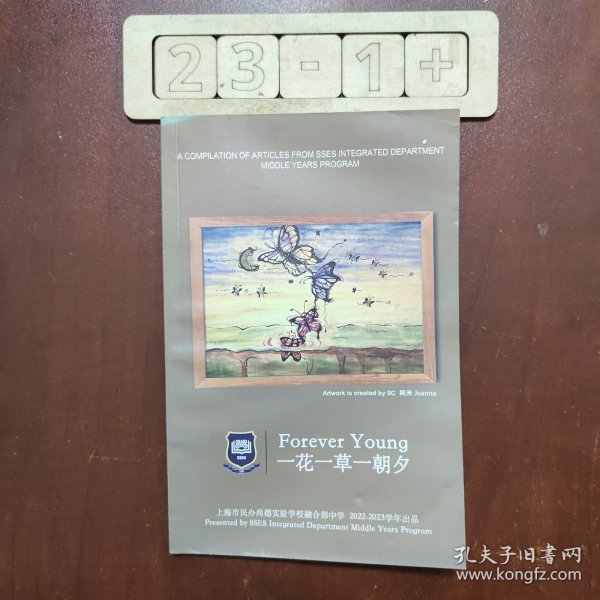 23-1+
A COMPILATION OF ARTICLES FROM SSES INTEGRATED DEPARTMENT
MIDDLE YEARS PROGRAM
Artwork is created by 9C 柯米 Joanna
SSES
Forever Young
一花一草一朝夕
上海市民办尚德实验学校融合部中学 2022-2023学年出品
Presented by SSES Integrated Department Middle Years Program
孔夫子旧书网
www.kongfz.com